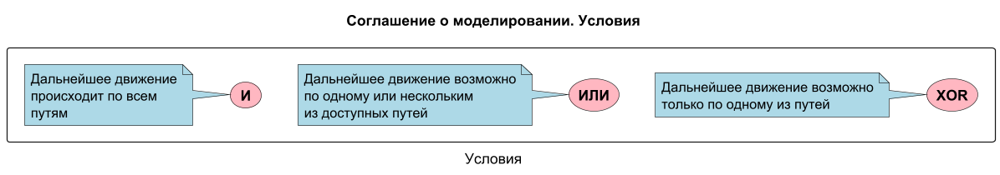 Соглашение о моделировании. Условия
Дальнейшее движение
происходит по всем
путям
И
Дальнейшее движение возможно
по одному или нескольким
из доступных путей
ИЛИ
Дальнейшее движение возможно
только по одному из путей
XOR
Условия